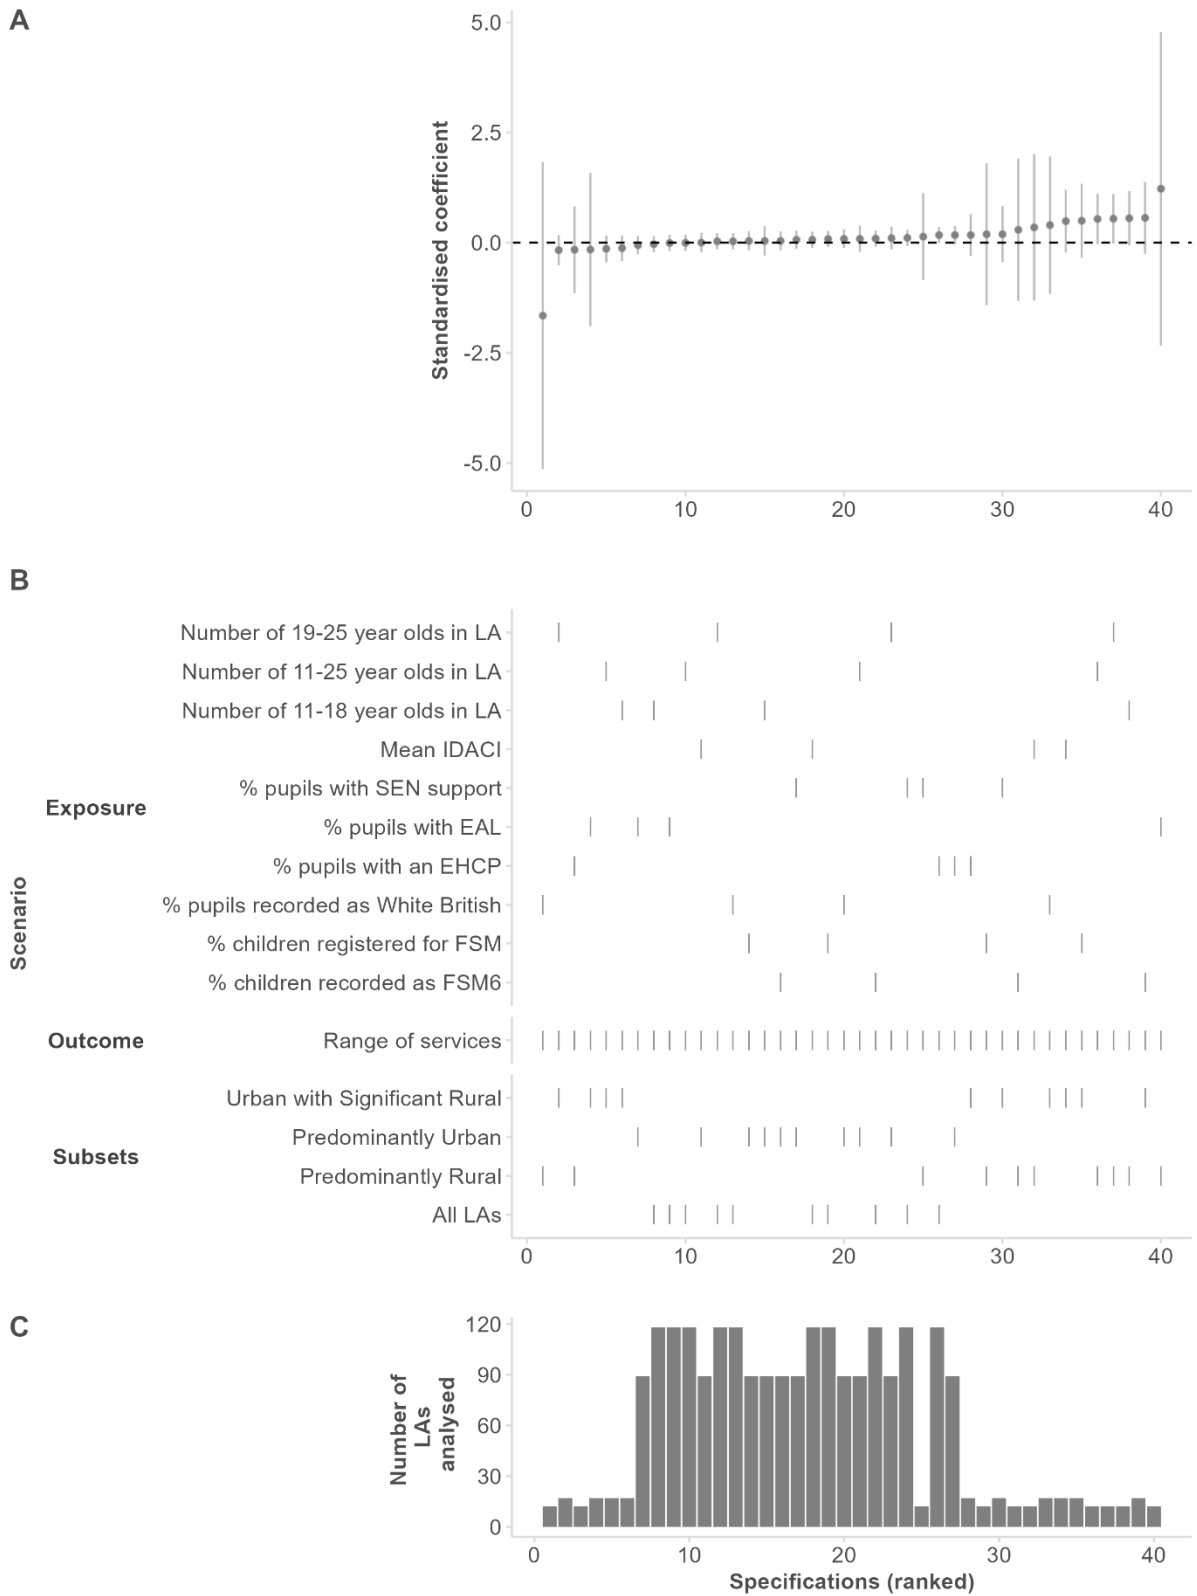 A
5.0
2.5
0.0
-2.5
-5.0
Standardised coefficient
0 10 20 30 40
B
Scenario
Exposure
Number of 19-25 year olds in LA
Number of 11-25 year olds in LA
Number of 11-18 year olds in LA
Mean IDACI
% pupils with SEN support
% pupils with EAL
% pupils with an EHCP
% pupils recorded as White British
% children registered for FSM
% children recorded as FSM6
Outcome
Range of services
Subsets
Urban with Significant Rural
Predominantly Urban
Predominantly Rural
All LAs
0 10 20 30 40
C
Number of
LAs
analysed
120
90
60
30
0
0 10 20 30 40
Specifications (ranked)